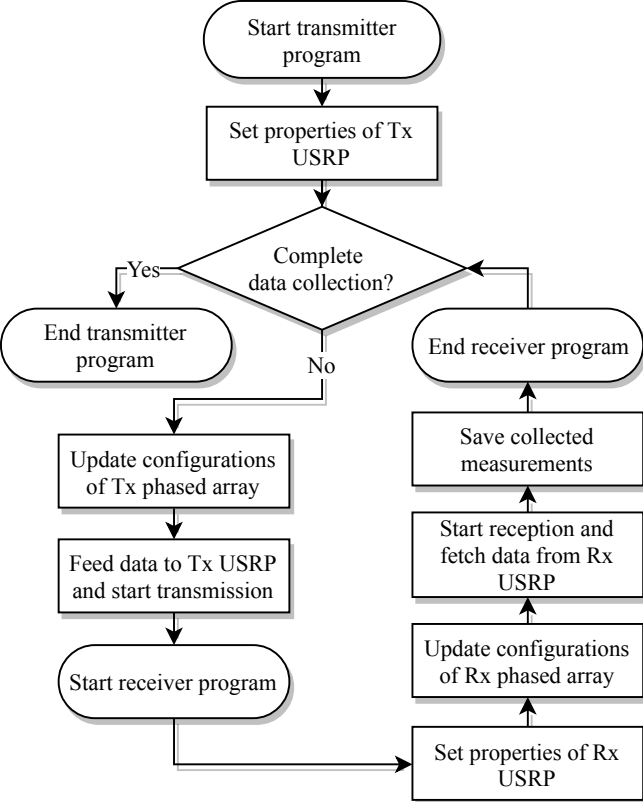 Start transmitter
program
Set properties of Tx
USRP
Complete
data collection?
Yes
End transmitter
program
No
Update configurations
of Tx phased array
Feed data to Tx USRP
and start transmission
Start receiver program
Set properties of Rx
USRP
Update configurations
of Rx phased array
Start reception and
fetch data from Rx
USRP
Save collected
measurements
End receiver program